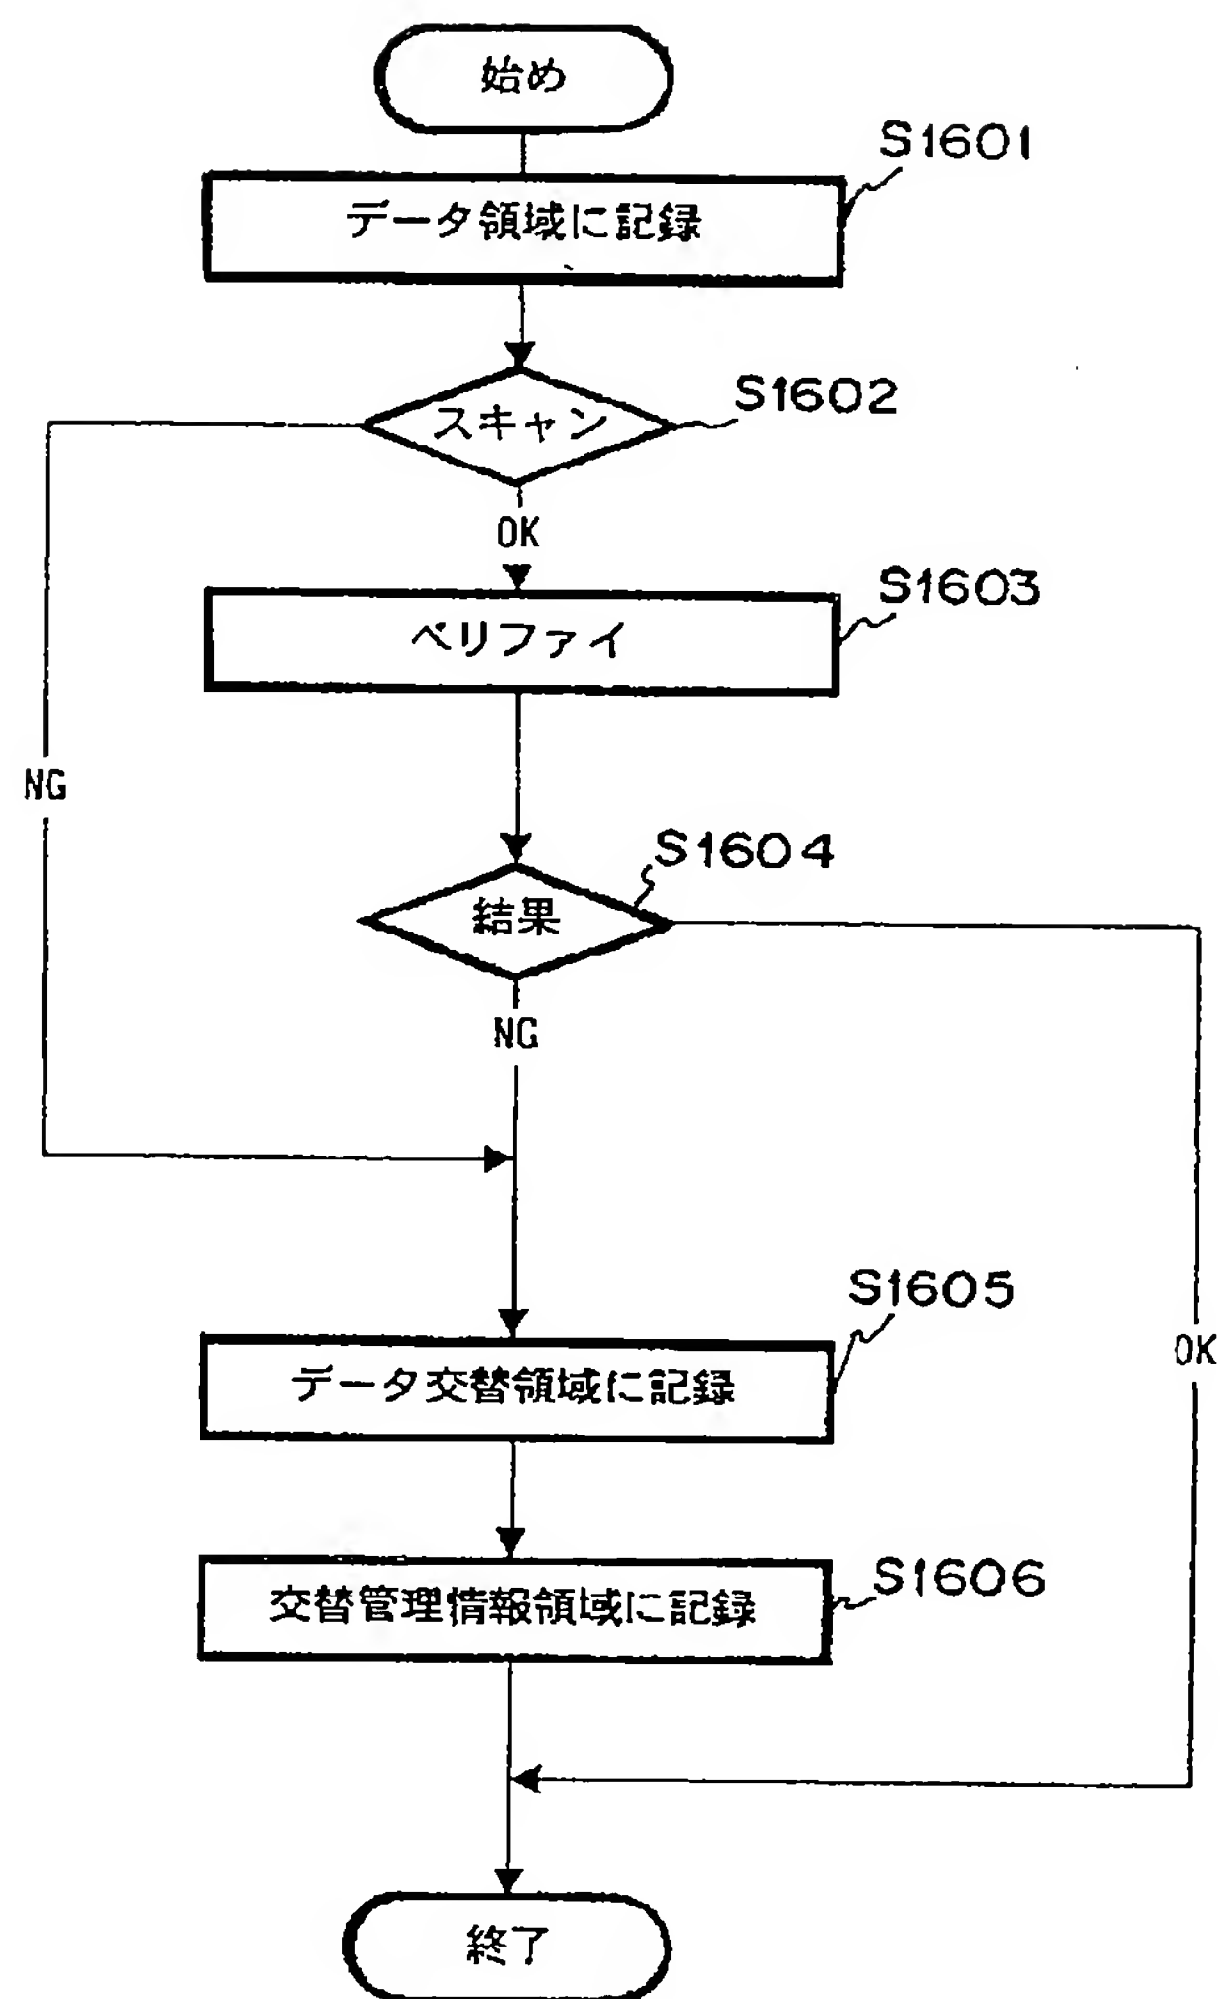 始め
S1601
データ領域に記録
S1602
スキャン
OK
S1603
ベリファイ
NG
S1604
結果
NG
S1605
OK
データ交替領域に記録
S1606
交替管理情報領域に記録
終了